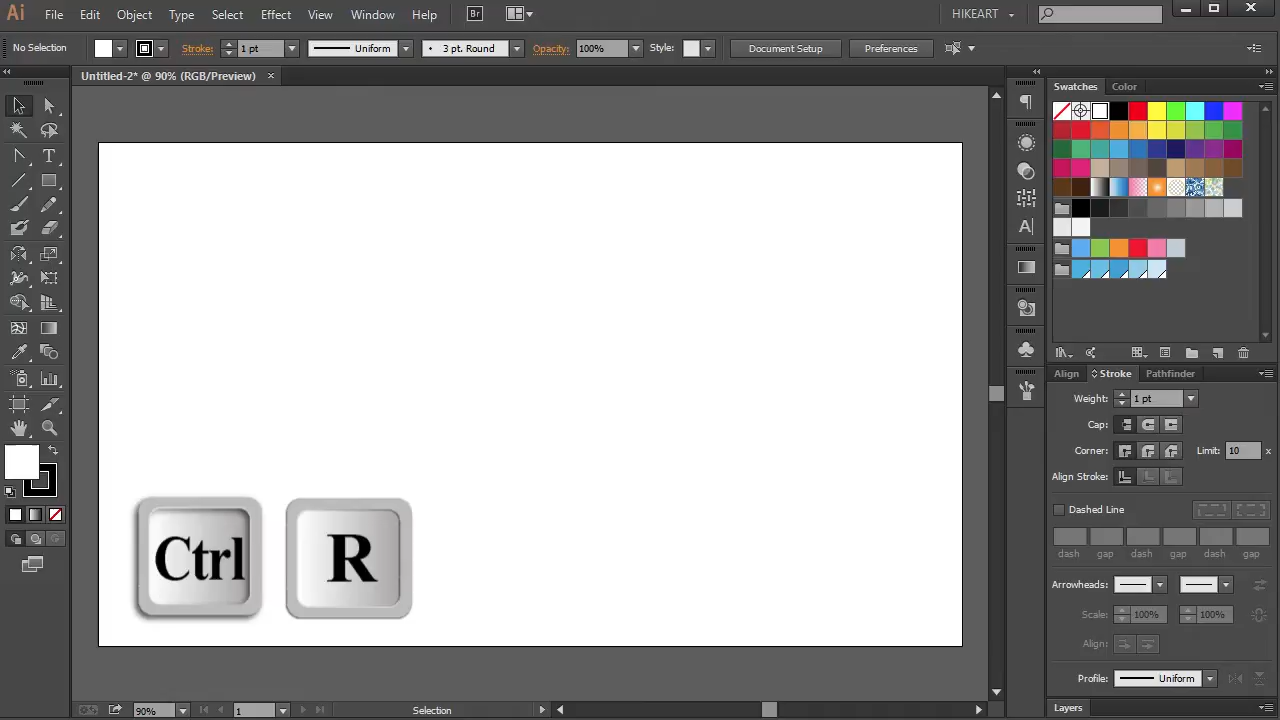 Ai File Edit Object Type Select Effect View Window Help Br HIKEART
No Selection Stroke: 1 pt Uniform 3 pt. Round Opacity: 100% Style: Document Setup Preferences
Untitled-2* @ 90% (RGB/Preview) ×
Swatches Color
Align Stroke Pathfinder
Weight: 1 pt
Cap:
Corner: Limit: 10 x
Align Stroke:
Dashed Line
dash gap dash gap dash gap
Arrowheads:
Scale: 100% 100%
Align:
Profile: Uniform
Layers
Ctrl R
90% 1 Selection